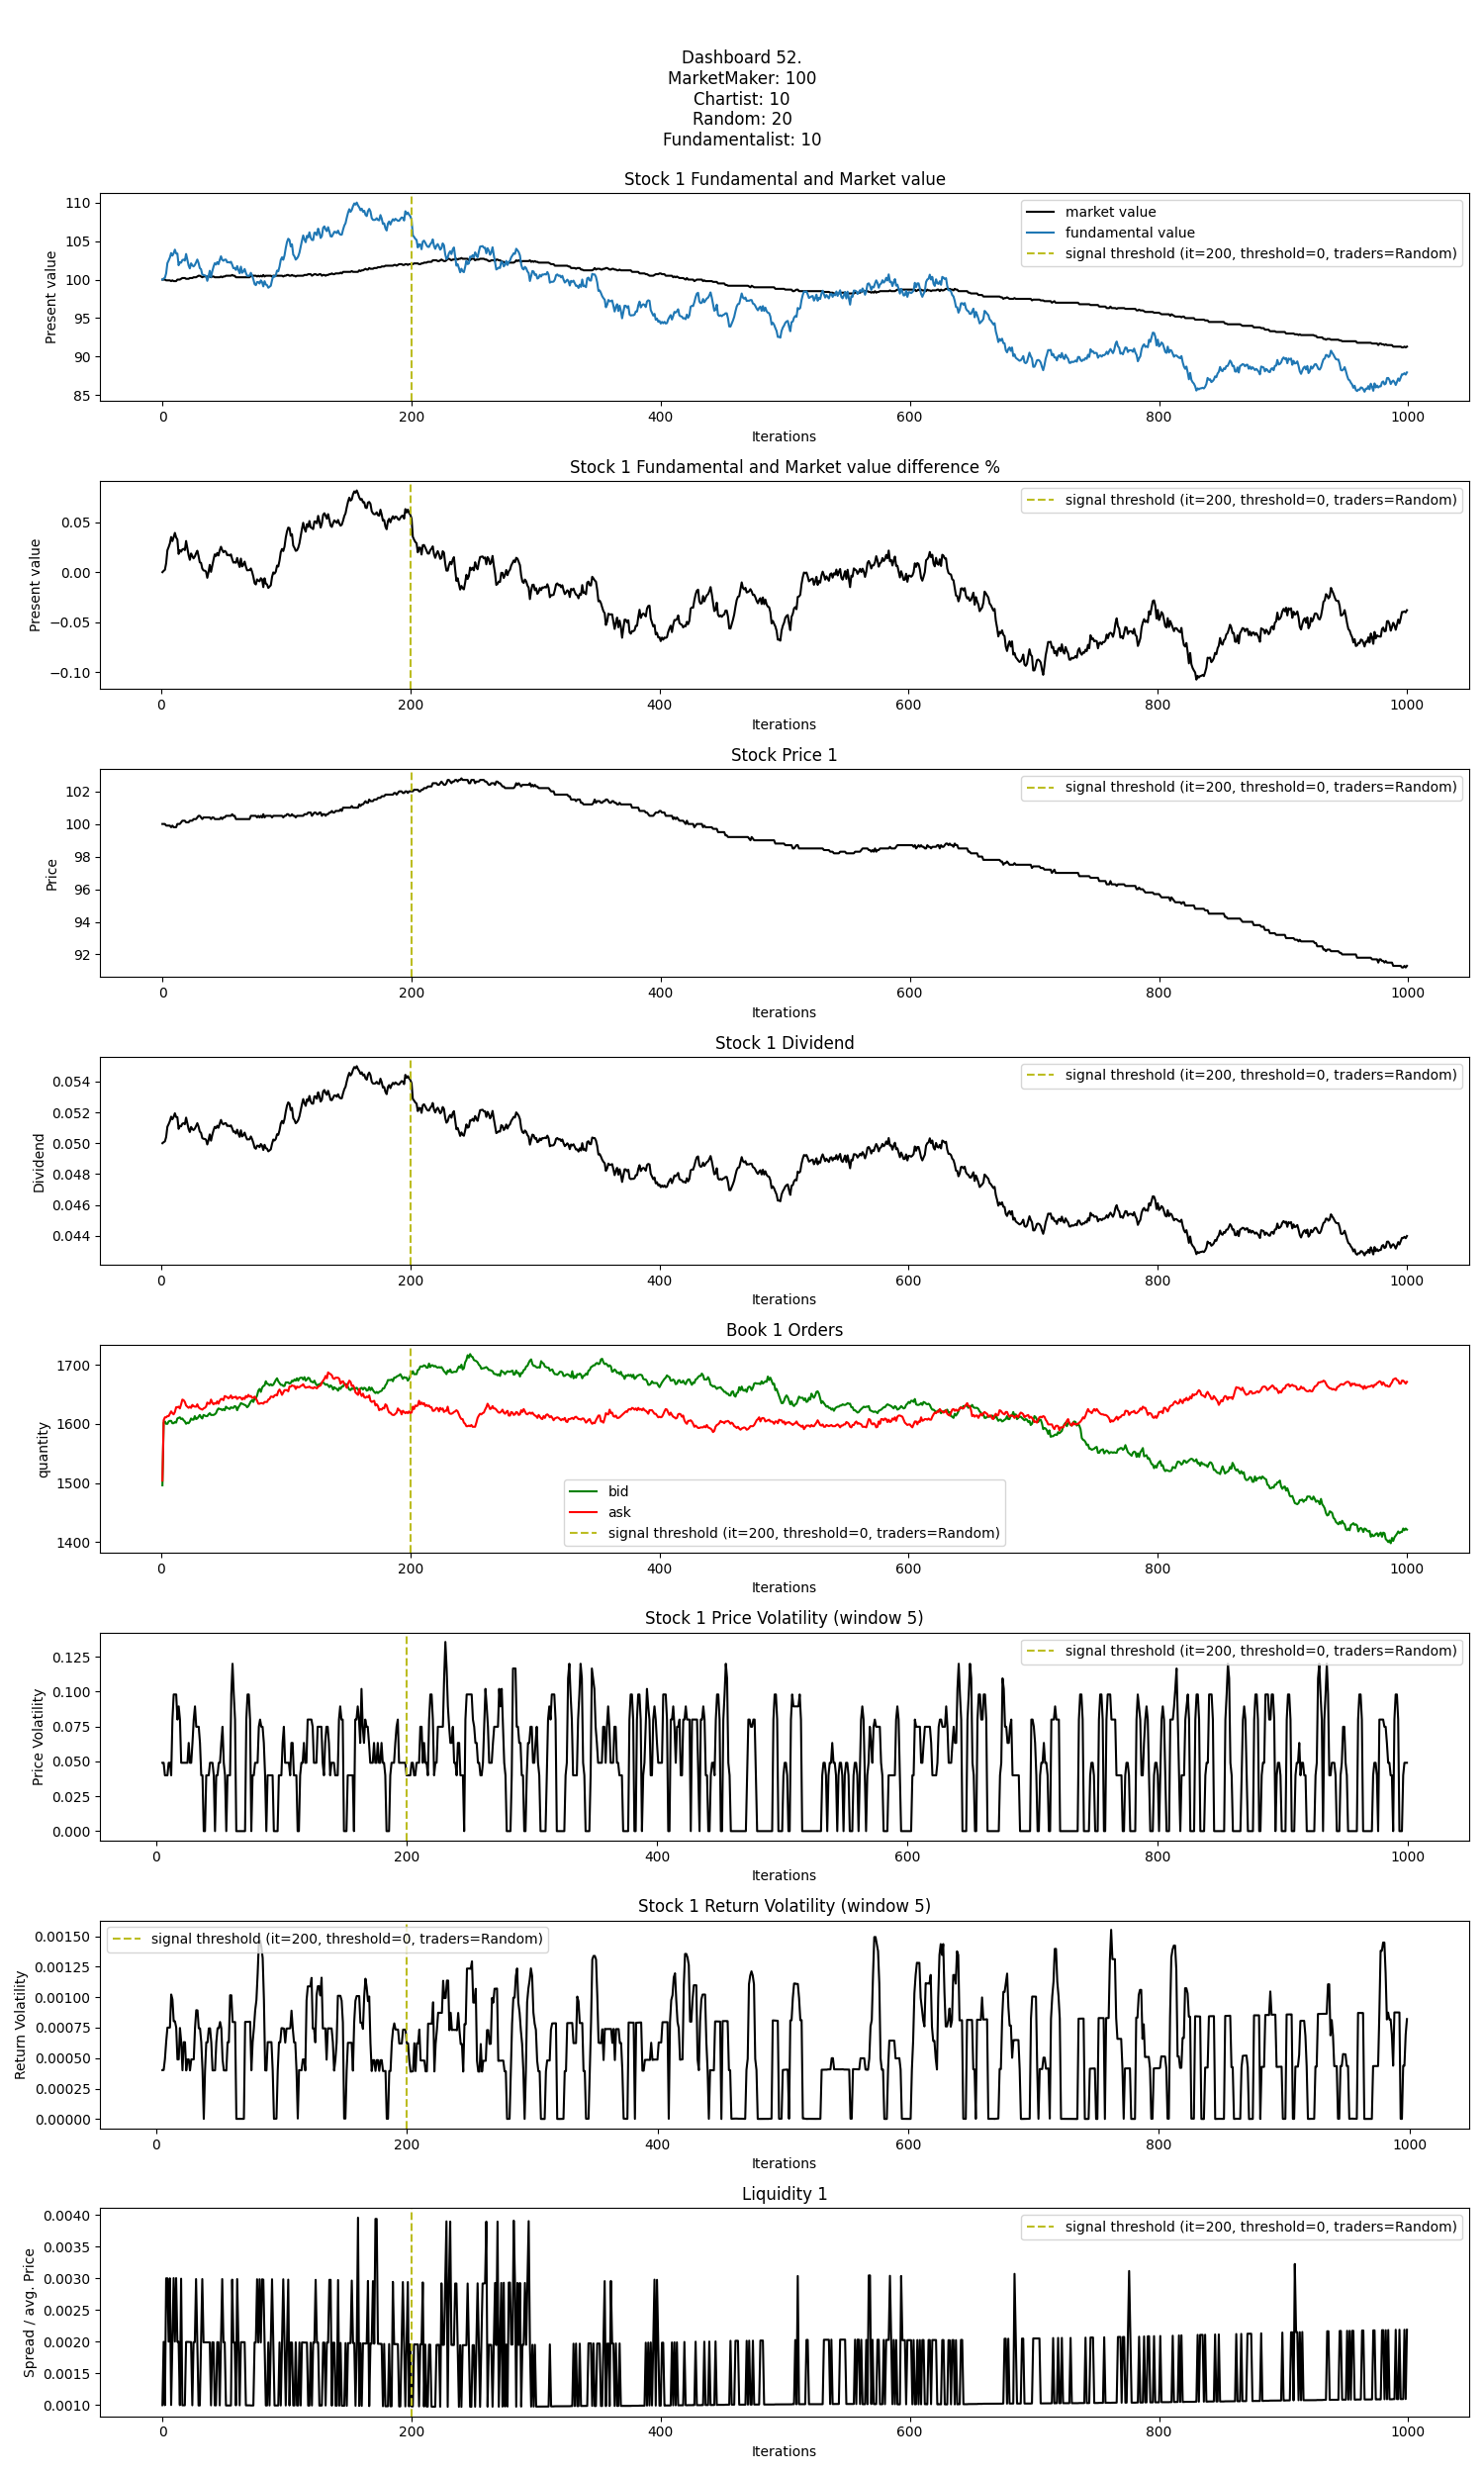 Dashboard 52.
MarketMaker: 100
Chartist: 10
Random: 20
Fundamentalist: 10
Stock 1 Fundamental and Market value
Present value
110
105
100
95
90
85
market value
fundamental value
signal threshold (it=200, threshold=0, traders=Random)
0 200 400 600 800 1000
Iterations
Stock 1 Fundamental and Market value difference %
Present value
0.05
0.00
−0.05
−0.10
signal threshold (it=200, threshold=0, traders=Random)
0 200 400 600 800 1000
Iterations
Stock Price 1
Price
102
100
98
96
94
92
signal threshold (it=200, threshold=0, traders=Random)
0 200 400 600 800 1000
Iterations
Stock 1 Dividend
Dividend
0.054
0.052
0.050
0.048
0.046
0.044
signal threshold (it=200, threshold=0, traders=Random)
0 200 400 600 800 1000
Iterations
Book 1 Orders
quantity
1700
1600
1500
1400
bid
ask
signal threshold (it=200, threshold=0, traders=Random)
0 200 400 600 800 1000
Iterations
Stock 1 Price Volatility (window 5)
Price Volatility
0.125
0.100
0.075
0.050
0.025
0.000
signal threshold (it=200, threshold=0, traders=Random)
0 200 400 600 800 1000
Iterations
Stock 1 Return Volatility (window 5)
Return Volatility
0.00150
0.00125
0.00100
0.00075
0.00050
0.00025
0.00000
signal threshold (it=200, threshold=0, traders=Random)
0 200 400 600 800 1000
Iterations
Liquidity 1
Spread / avg. Price
0.0040
0.0035
0.0030
0.0025
0.0020
0.0015
0.0010
signal threshold (it=200, threshold=0, traders=Random)
0 200 400 600 800 1000
Iterations